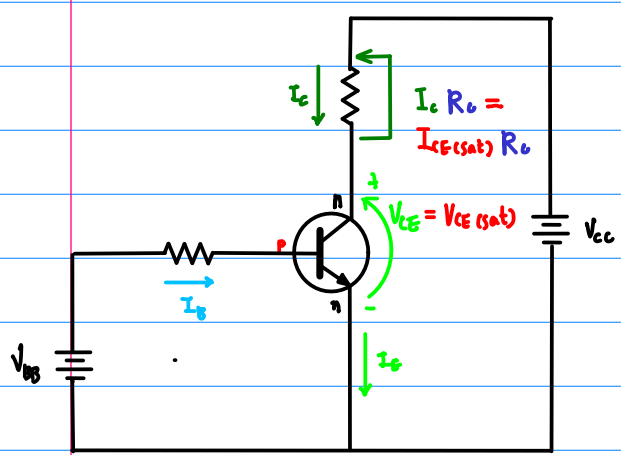 I_C
I_C R_C =
I_CE(sat) R_C
+
n
V_CE = V_CE(sat)
V_CC
P
n
-
I_B
I_E
V_BB